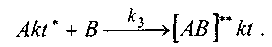 Akt* + B —k₃→ [AB]** kt .